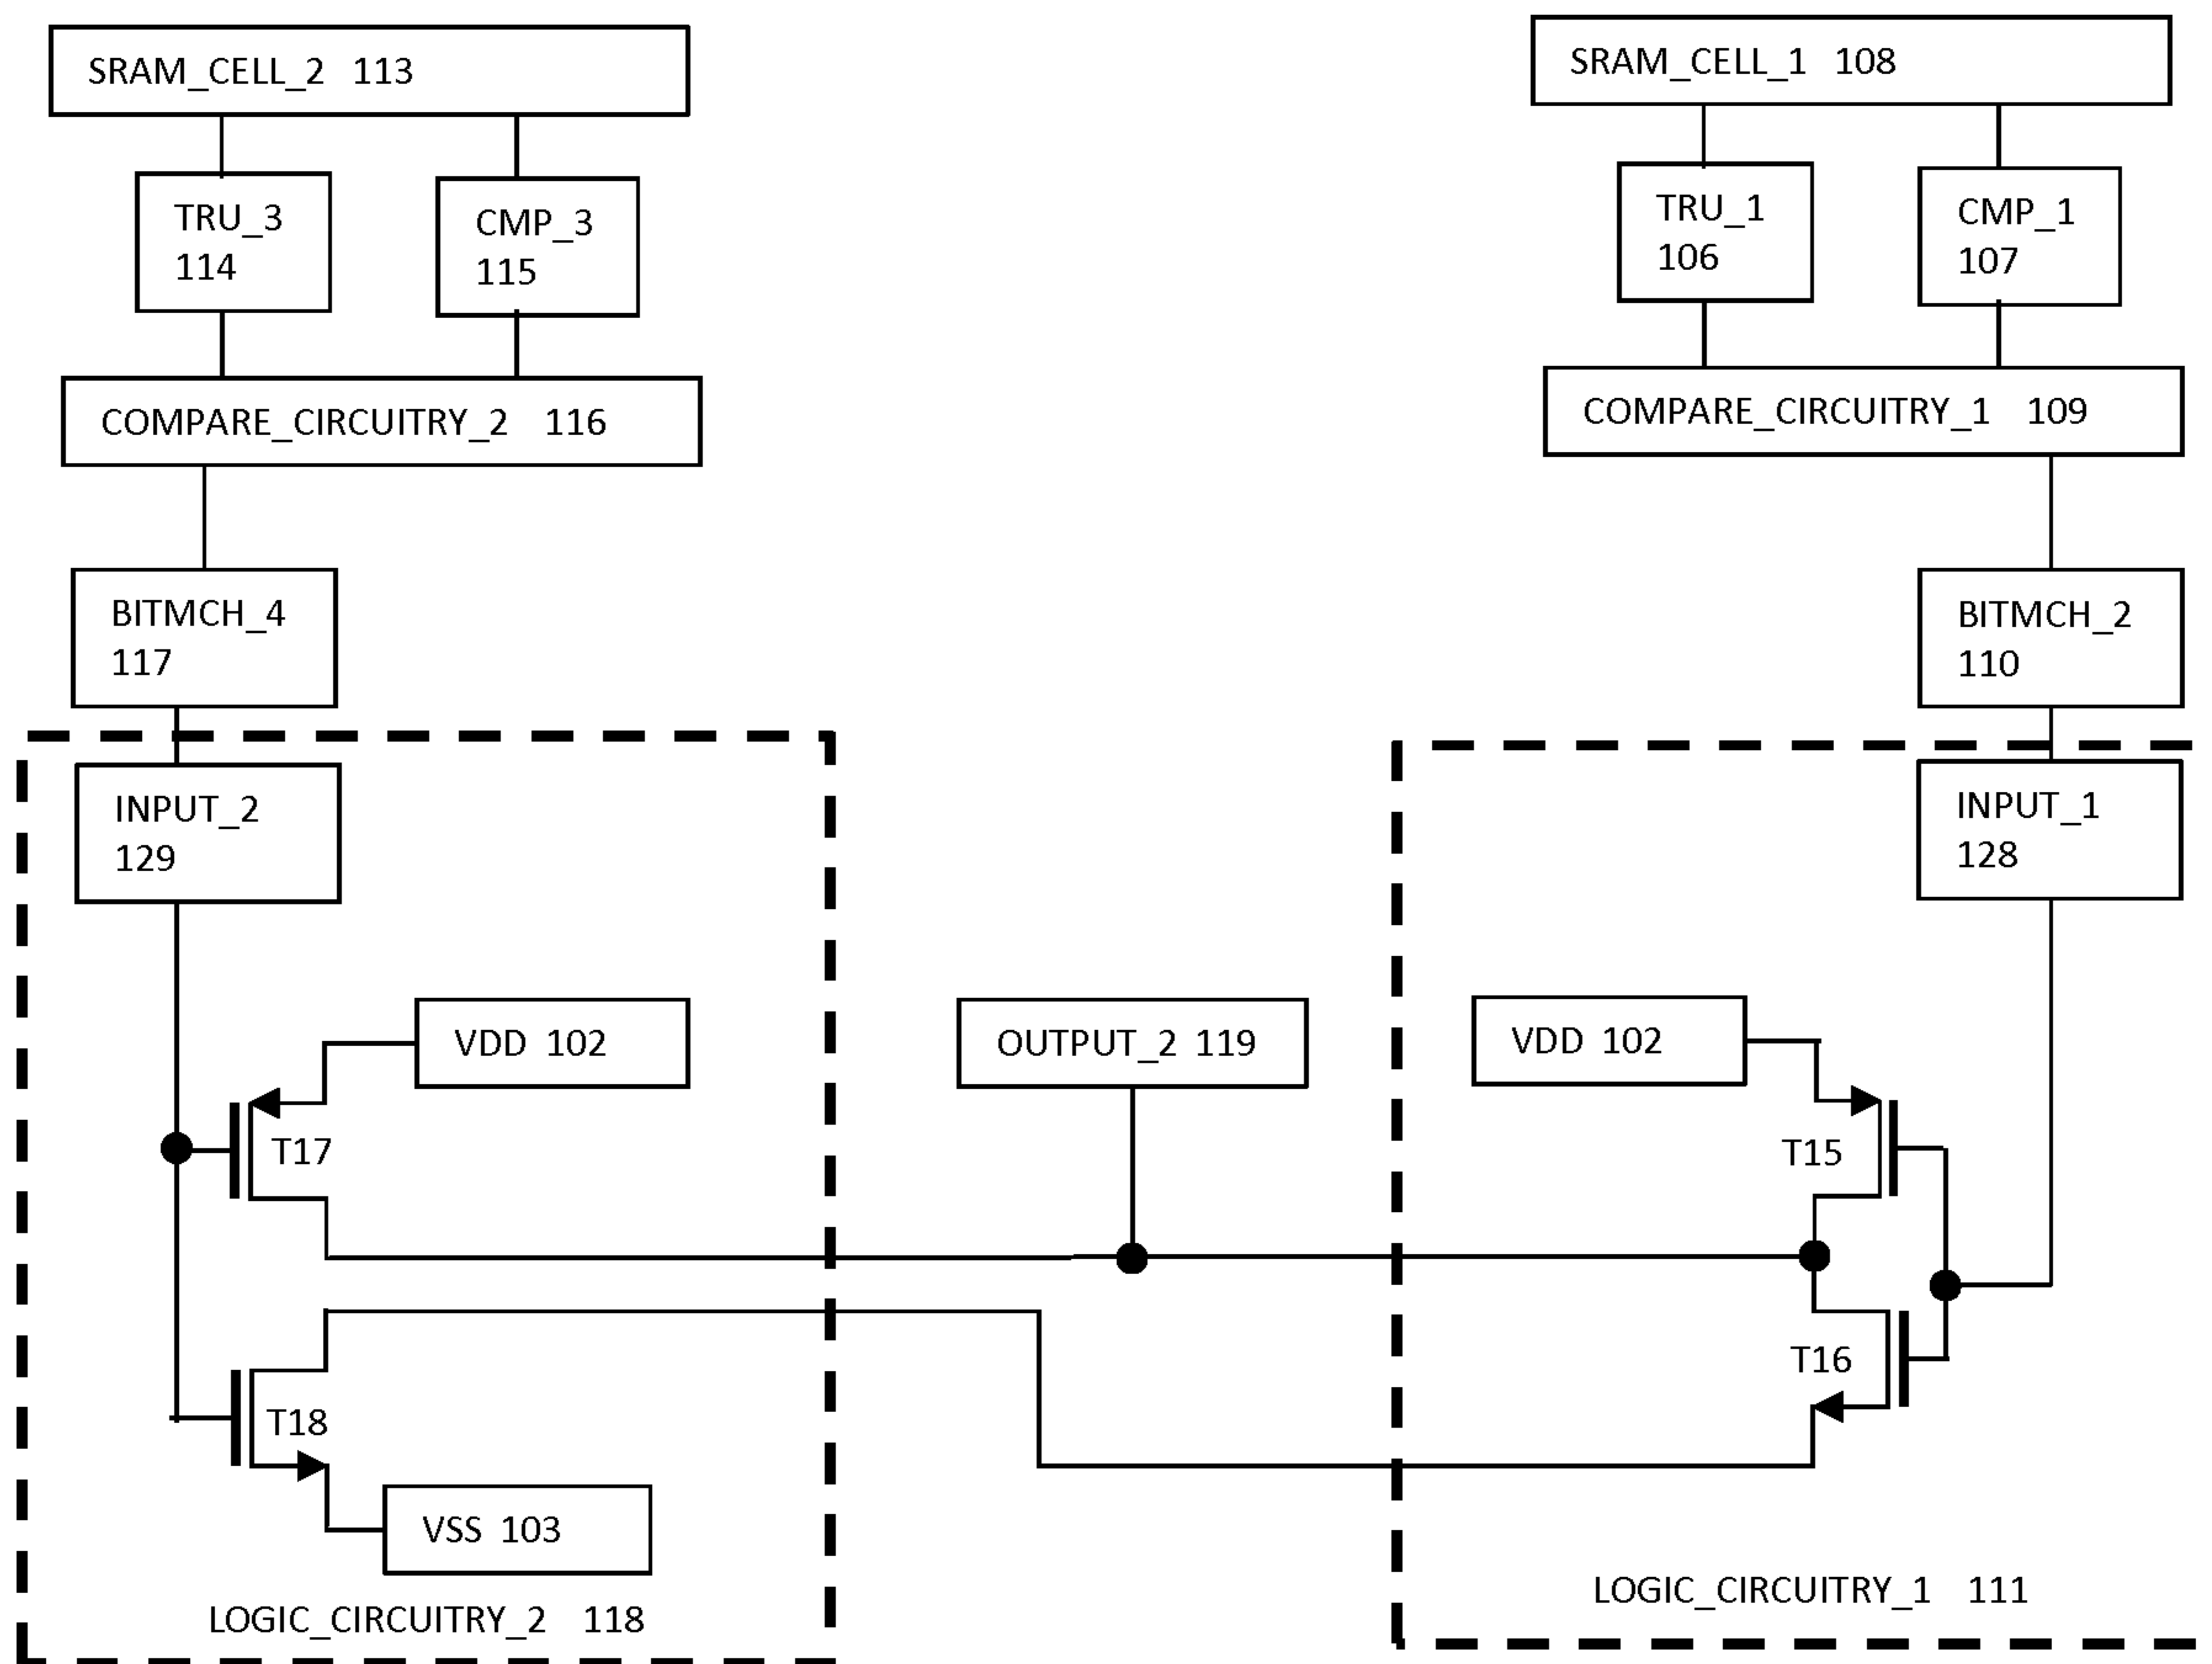 SRAM_CELL_2 113
SRAM_CELL_1 108
TRU_3
114
CMP_3
115
TRU_1
106
CMP_1
107
COMPARE_CIRCUITRY_2 116
COMPARE_CIRCUITRY_1 109
BITMCH_4
117
BITMCH_2
110
INPUT_2
129
INPUT_1
128
VDD 102
OUTPUT_2 119
VDD 102
T17
T15
T16
T18
VSS 103
LOGIC_CIRCUITRY_2 118
LOGIC_CIRCUITRY_1 111